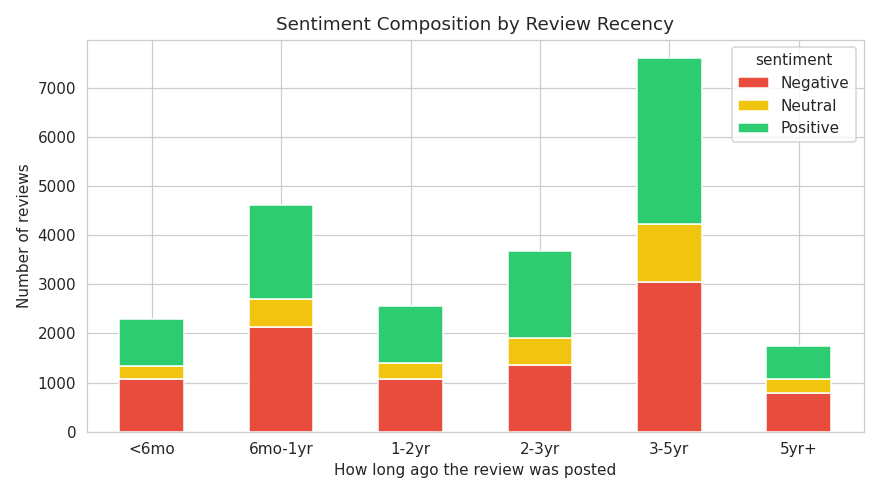 Sentiment Composition by Review Recency
sentiment
Negative
Neutral
Positive
Number of reviews
7000
6000
5000
4000
3000
2000
1000
0
<6mo 6mo-1yr 1-2yr 2-3yr 3-5yr 5yr+
How long ago the review was posted